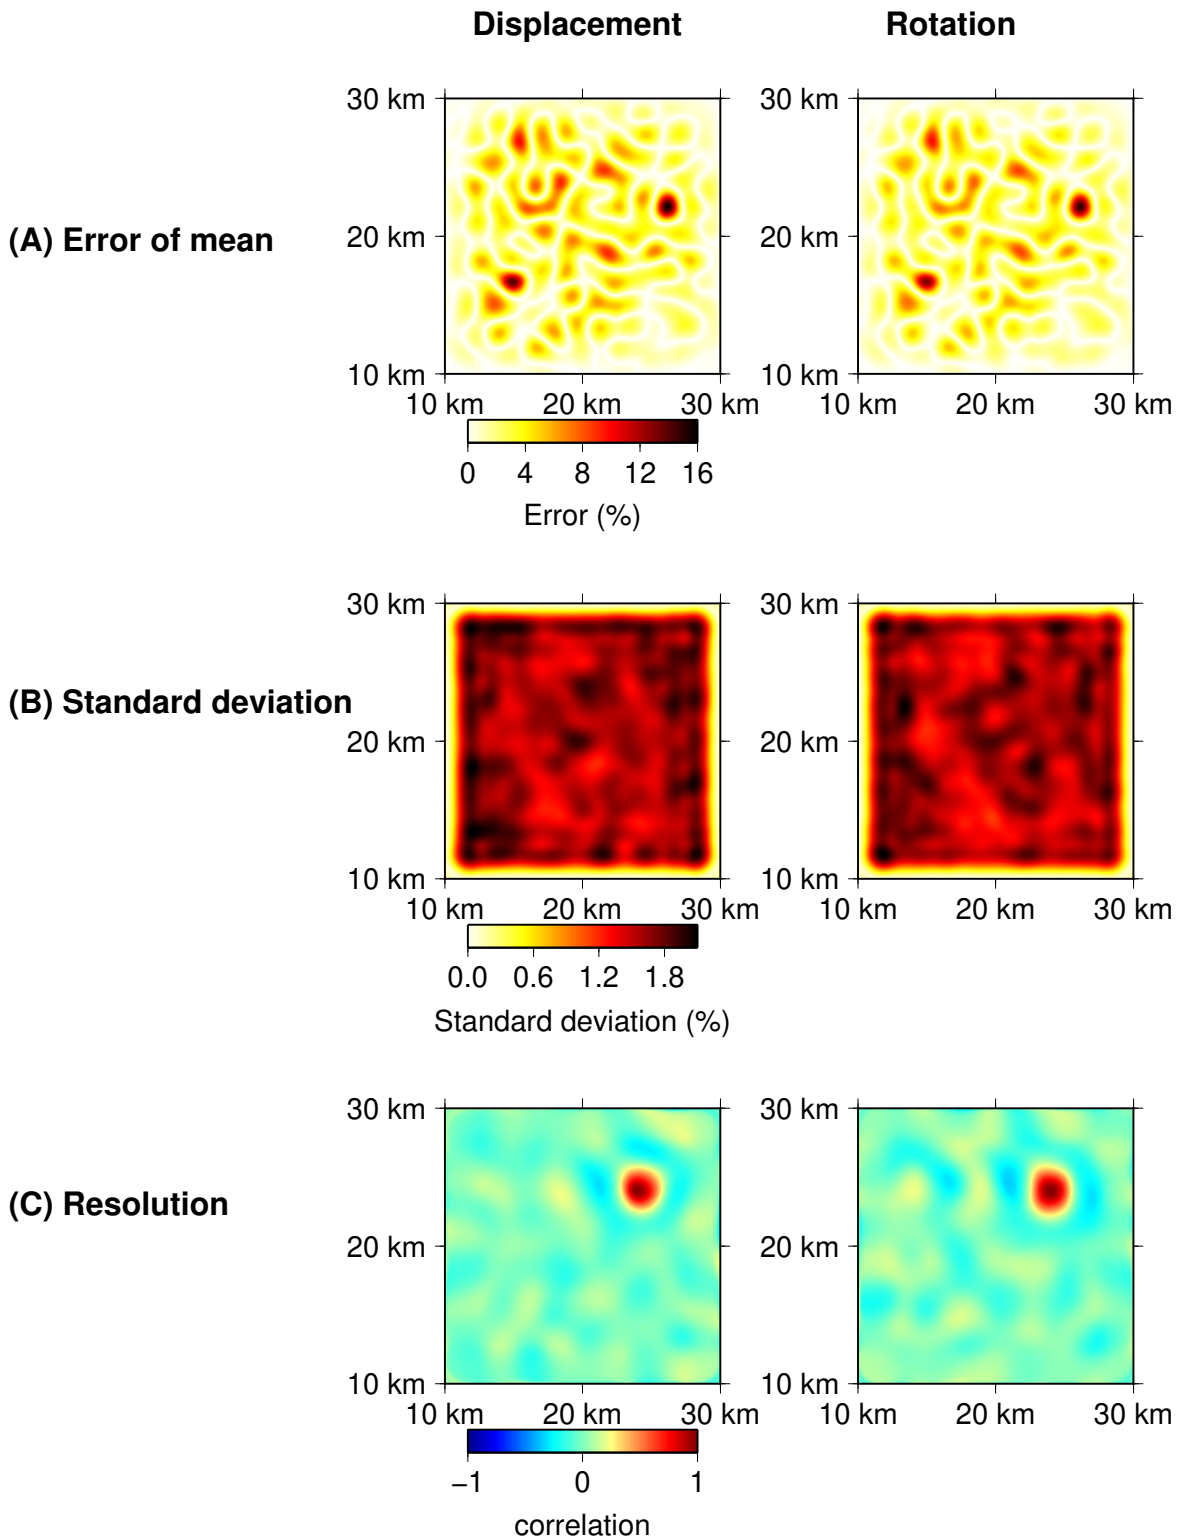 Displacement Rotation
30 km 30 km
(A) Error of mean
20 km 20 km
10 km 10 km
10 km 20 km 30 km 10 km 20 km 30 km
0 4 8 12 16
Error (%)
30 km 30 km
(B) Standard deviation
20 km 20 km
10 km 10 km
10 km 20 km 30 km 10 km 20 km 30 km
0.0 0.6 1.2 1.8
Standard deviation (%)
30 km 30 km
(C) Resolution
20 km 20 km
10 km 10 km
10 km 20 km 30 km 10 km 20 km 30 km
−1 0 1
correlation